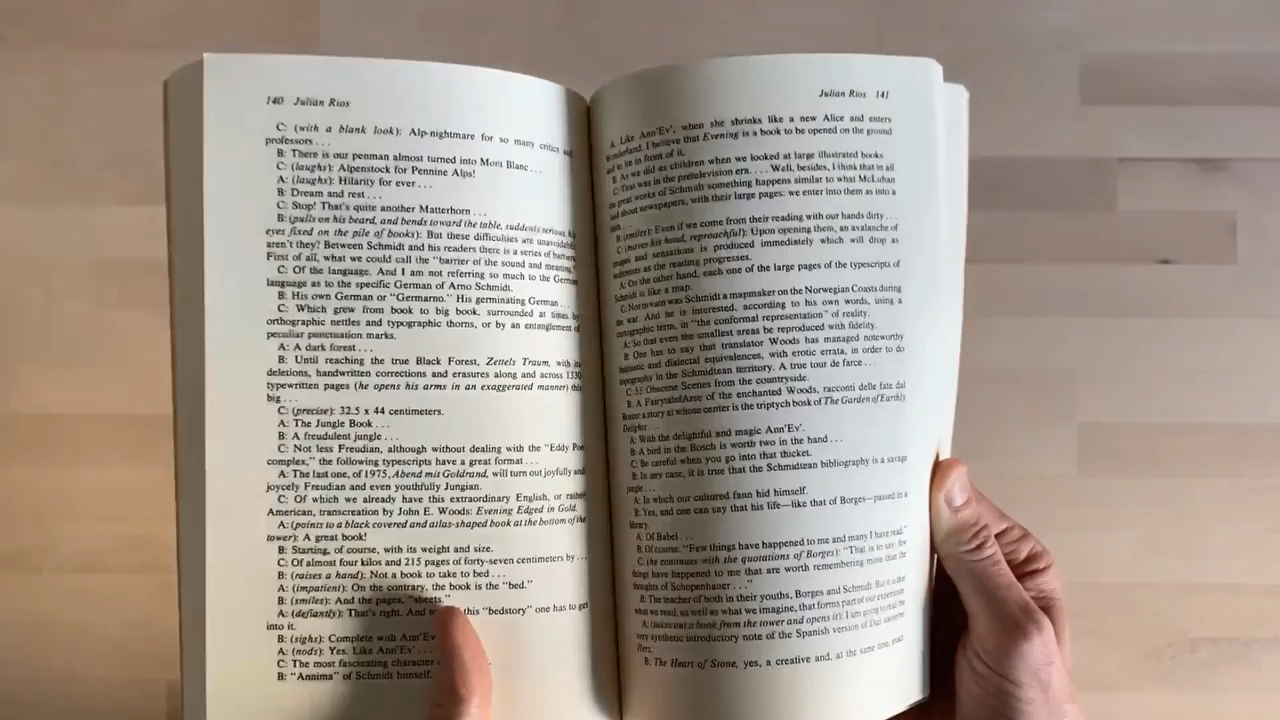 140 Julian Rios
C: (with a blank look): Alp-nightmare for so many critics and
professors . . .
B: There is our penman almost turned into Mont Blanc . . .
C: (laughs): Alpenstock for Pennine Alps!
A: (laughs): Hilarity for ever . . .
B: Dream and rest . . .
C: Stop! That's quite another Matterhorn . . .
B: (pulls on his beard, and bends toward the table, suddenly serious, his
eyes fixed on the pile of books): But these difficulties are unavoidable,
aren't they? Between Schmidt and his readers there is a series of barriers.
First of all, what we could call the "barrier of the sound and meaning."
C: Of the language. And I am not referring so much to the German
language as to the specific German of Arno Schmidt.
B: His own German or "Germarno." His germinating German . . .
C: Which grew from book to big book, surrounded at times by
orthographic nettles and typographic thorns, or by an entanglement of
peculiar punctuation marks.
A: A dark forest . . .
B: Until reaching the true Black Forest, Zettels Traum, with its
deletions, handwritten corrections and erasures along and across 1330
typewritten pages (he opens his arms in an exaggerated manner) this
big . . .
C: (precise): 32.5 x 44 centimeters.
A: The Jungle Book . . .
B: A freudulent jungle . . .
C: Not less Freudian, although without dealing with the "Eddy Poe
complex," the following typescripts have a great format . . .
A: The last one, of 1975, Abend mit Goldrand, will turn out joyfully and
joycely Freudian and even youthfully Jungian.
C: Of which we already have this extraordinary English, or rather
American, transcreation by John E. Woods: Evening Edged in Gold.
A: (points to a black covered and atlas-shaped book at the bottom of the
tower): A great book!
B: Starting, of course, with its weight and size.
C: Of almost four kilos and 215 pages of forty-seven centimeters by . . .
B: (raises a hand): Not a book to take to bed . . .
A: (impatient): On the contrary, the book is the "bed."
B: (smiles): And the pages, "sheets."
A: (defiantly): That's right. And to this "bedstory" one has to get
into it.
B: (sighs): Complete with Ann'Ev'
A: (nods): Yes. Like Ann'Ev' . . .
C: The most fascinating character
B: "Annima" of Schmidt himself.
Julian Rios 141
A. Like Ann'Ev', when she shrinks like a new Alice and enters
Wonderland. I believe that Evening is a book to be opened on the ground
and to lie in front of it.
B. As we did as children when we looked at large illustrated books
C: That was in the pretelevision era. . . . Well, besides, I think that in all
the great works of Schmidt something happens similar to what McLuhan
said about newspapers, with their large pages: we enter into them as into a
B: (smiles): Even if we come from their reading with our hands dirty . . .
C: (moves his hand, reproachful): Upon opening them, an avalanche of
images and sensations is produced immediately which will drop as
sediments as the reading progresses.
A: On the other hand, each one of the large pages of the typescripts of
Schmidt is like a map.
C: Not in vain was Schmidt a mapmaker on the Norwegian Coasts during
the war. And he is interested, according to his own words, using a
cartographic term, in "the conformal representation" of reality.
A: So that even the smallest areas be reproduced with fidelity.
B: One has to say that translator Woods has managed noteworthy
linguistic and dialectal equivalences, with erotic errata, in order to do
topography in the Schmidtean territory. A true tour de farce . . .
C: 55 Obscene Scenes from the countryside.
B: A FairytalefArse of the enchanted Woods, racconti delle fate dal
Bosco: a story at whose center is the triptych bosk of The Garden of Earthly
Delights . . .
A: With the delightful and magic Ann'Ev'.
B: A bird in the Bosch is worth two in the hand . . .
C: Be careful when you go into that thicket.
B: In any case, it is true that the Schmidtean bibliography is a savage
jungle . . .
A: In which our cultured faun hid himself.
B: Yes, and one can say that his life—like that of Borges—passed in a
library.
A: Of Babel . . .
B: Of course. "Few things have happened to me and many I have read."
C: (he continues with the quotations of Borges): "That is to say: few
things have happened to me that are worth remembering more than the
thoughts of Schopenhauer . . ."
B: The teacher of both in their youths, Borges and Schmidt. But it is that
what we read, as well as what we imagine, that forms part of our experience
A: (takes out a book from the tower and opens it): I am going to read the
very synthetic introductory note of the Spanish version of Das steinerne
Herz.
B: The Heart of Stone, yes, a creative and, at the same time, exact